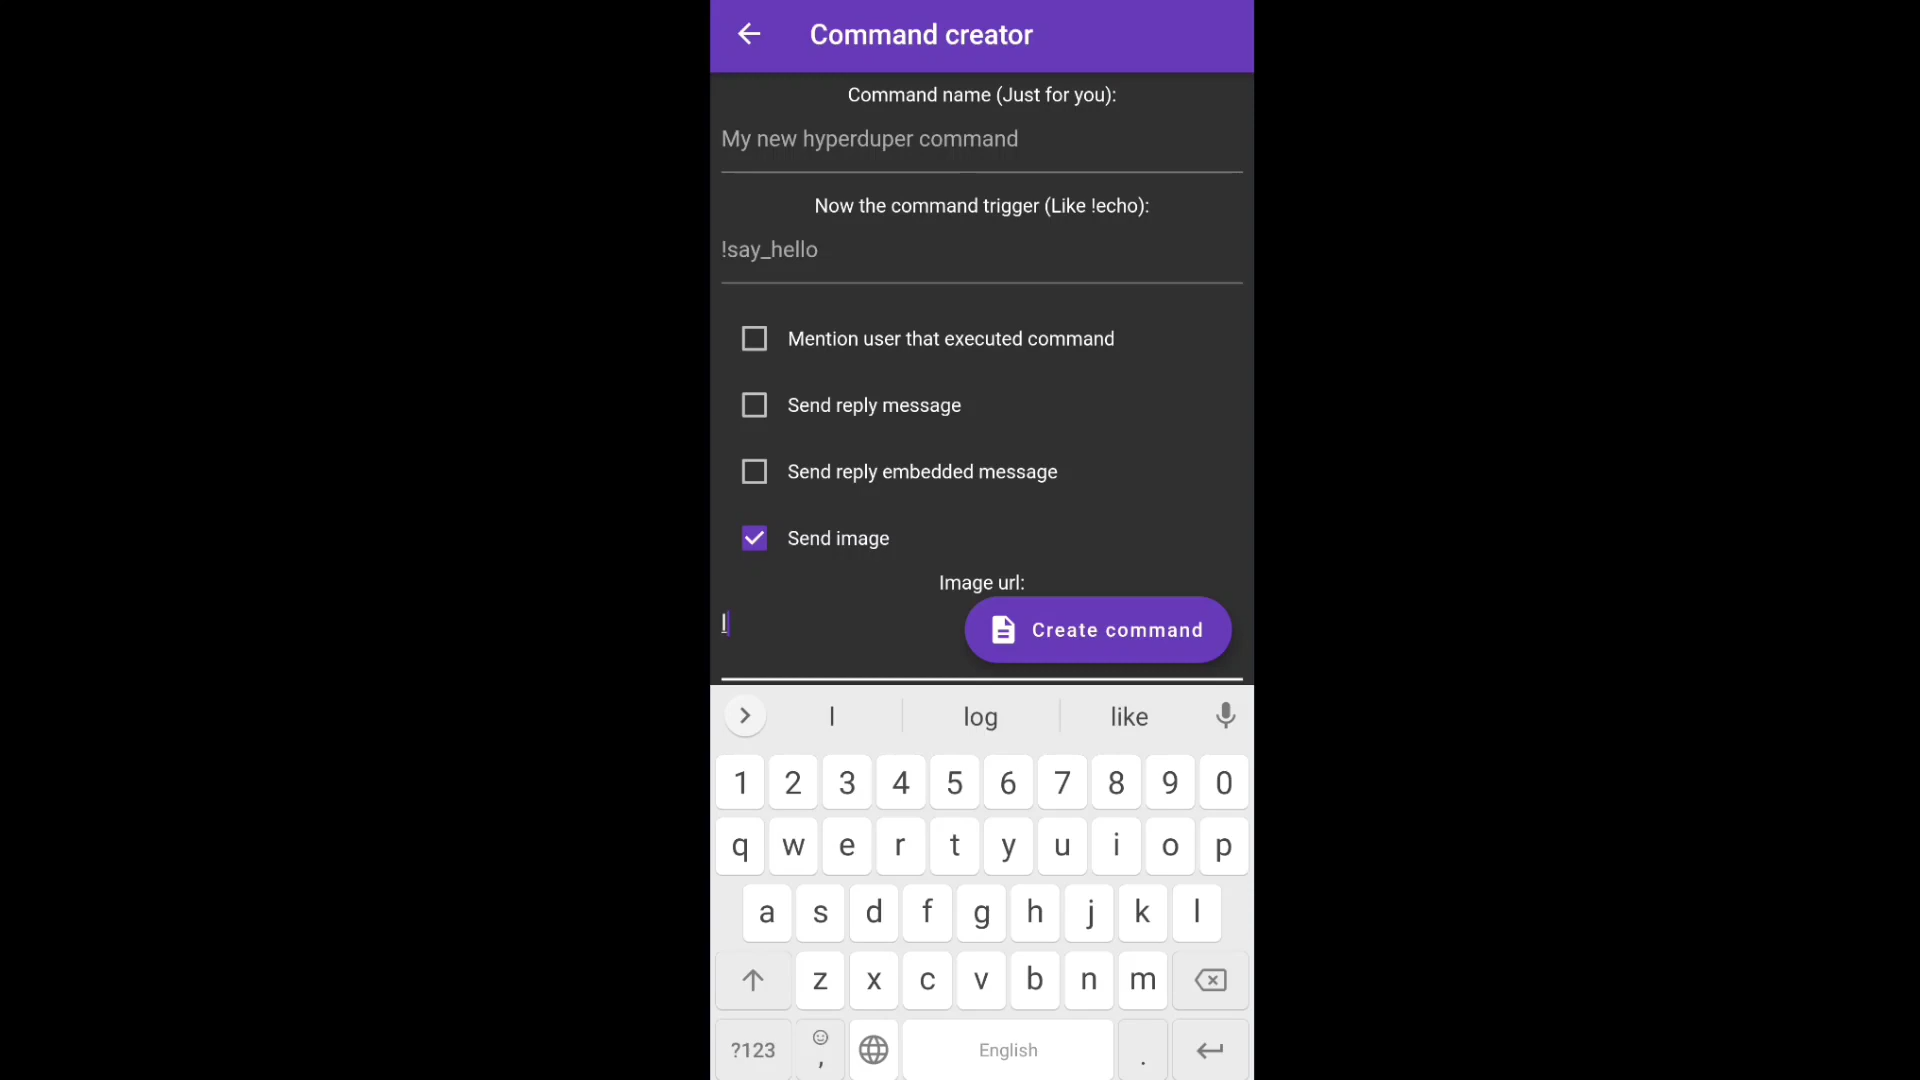 Command creator
Command name (Just for you):
My new hyperduper command
Now the command trigger (Like !echo):
!say_hello
Mention user that executed command
Send reply message
Send reply embedded message
Send image
Image url:
l
Create command
l log like
1 2 3 4 5 6 7 8 9 0
q w e r t y u i o p
a s d f g h j k l
z x c v b n m
?123 , English .